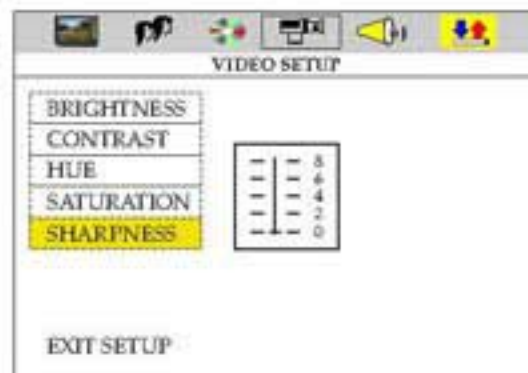 VIDEO SETUP
BRIGHTNESS
CONTRAST
HUE
SATURATION
SHARPNESS
8
6
4
2
0
EXIT SETUP